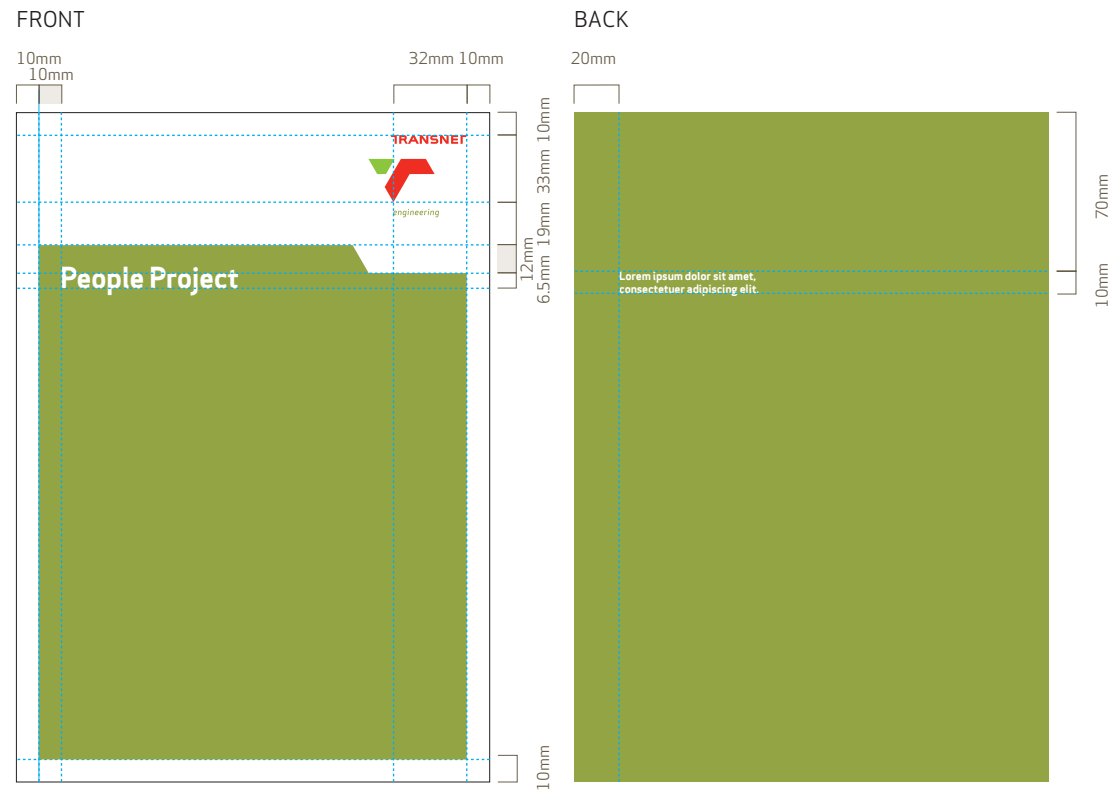 FRONT
BACK
10mm
10mm
32mm 10mm
20mm
10mm
33mm
19mm
12mm
6.5mm
10mm
TRANSNET
engineering
People Project
70mm
10mm
Lorem ipsum dolor sit amet,
consectetuer adipiscing elit.